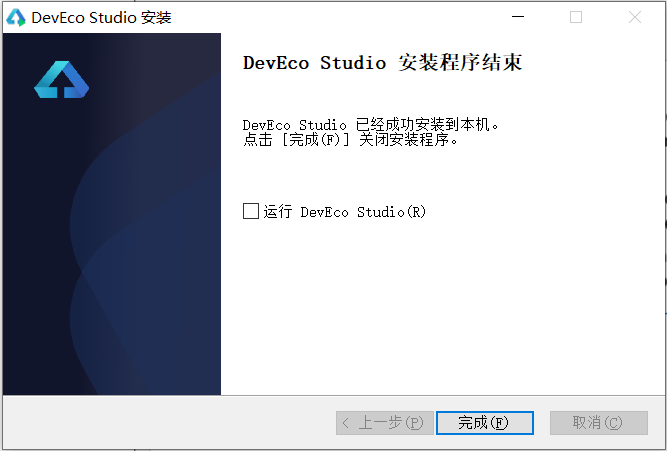 DevEco Studio 安装
DevEco Studio 安装程序结束
DevEco Studio 已经成功安装到本机。
点击 [完成(F)] 关闭安装程序。
运行 DevEco Studio(R)
< 上一步(P)
完成(F)
取消(C)